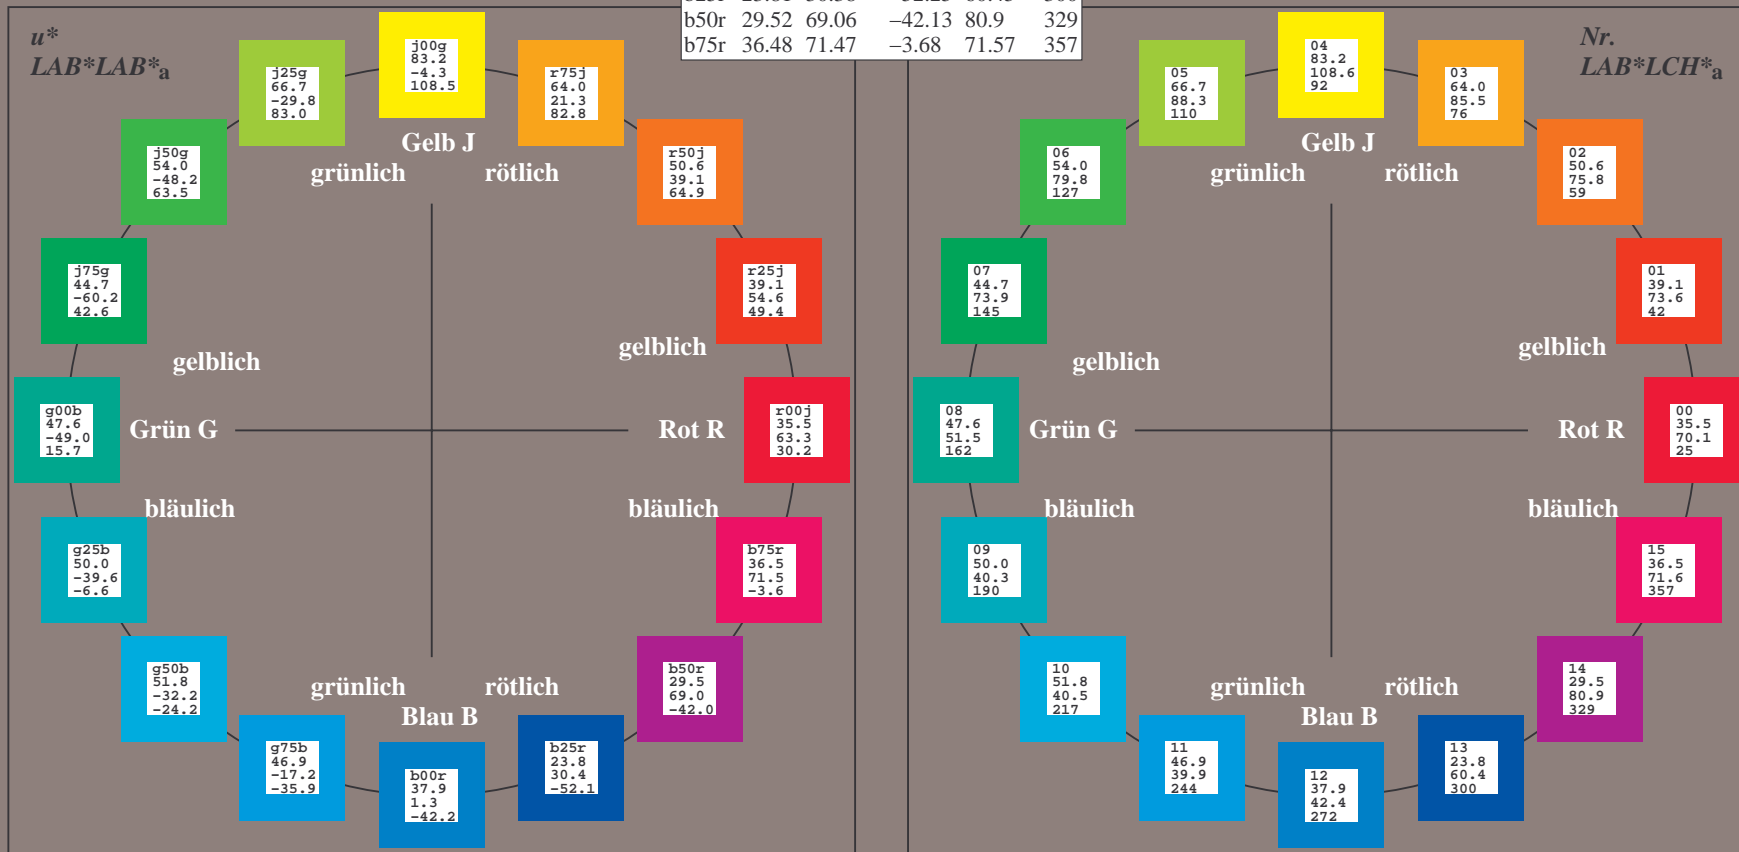 b50r 29.52 69.06 −42.13 80.9 329
b75r 36.48 71.47 −3.68 71.57 357
u*
LAB*LAB*a
j00g
83.2
-4.3
108.5
r75j
64.0
21.3
82.8
r50j
50.6
39.1
64.9
r25j
39.1
54.6
49.4
r00j
35.5
63.3
30.2
b75r
36.5
71.5
-3.6
b50r
29.5
69.0
-42.0
b25r
23.8
30.4
-52.1
b00r
37.9
1.3
-42.2
g75b
46.9
-17.2
-35.9
g50b
51.8
-32.2
-24.2
g25b
50.0
-39.6
-6.6
g00b
47.6
-49.0
15.7
j75g
44.7
-60.2
42.6
j50g
54.0
-48.2
63.5
j25g
66.7
-29.8
83.0
Gelb J
grünlich rötlich
gelblich
gelblich
Grün G
Rot R
bläulich
bläulich
grünlich rötlich
Blau B
Nr.
LAB*LCH*a
04
83.2
108.6
92
03
64.0
85.5
76
02
50.6
75.8
59
01
39.1
73.6
42
00
35.5
70.1
25
15
36.5
71.6
357
14
29.5
80.9
329
13
23.8
60.4
300
12
37.9
42.4
272
11
46.9
39.9
244
10
51.8
40.5
217
09
50.0
40.3
190
08
47.6
51.5
162
07
44.7
73.9
145
06
54.0
79.8
127
05
66.7
88.3
110
Gelb J
grünlich rötlich
gelblich
gelblich
Grün G
Rot R
bläulich
bläulich
grünlich rötlich
Blau B